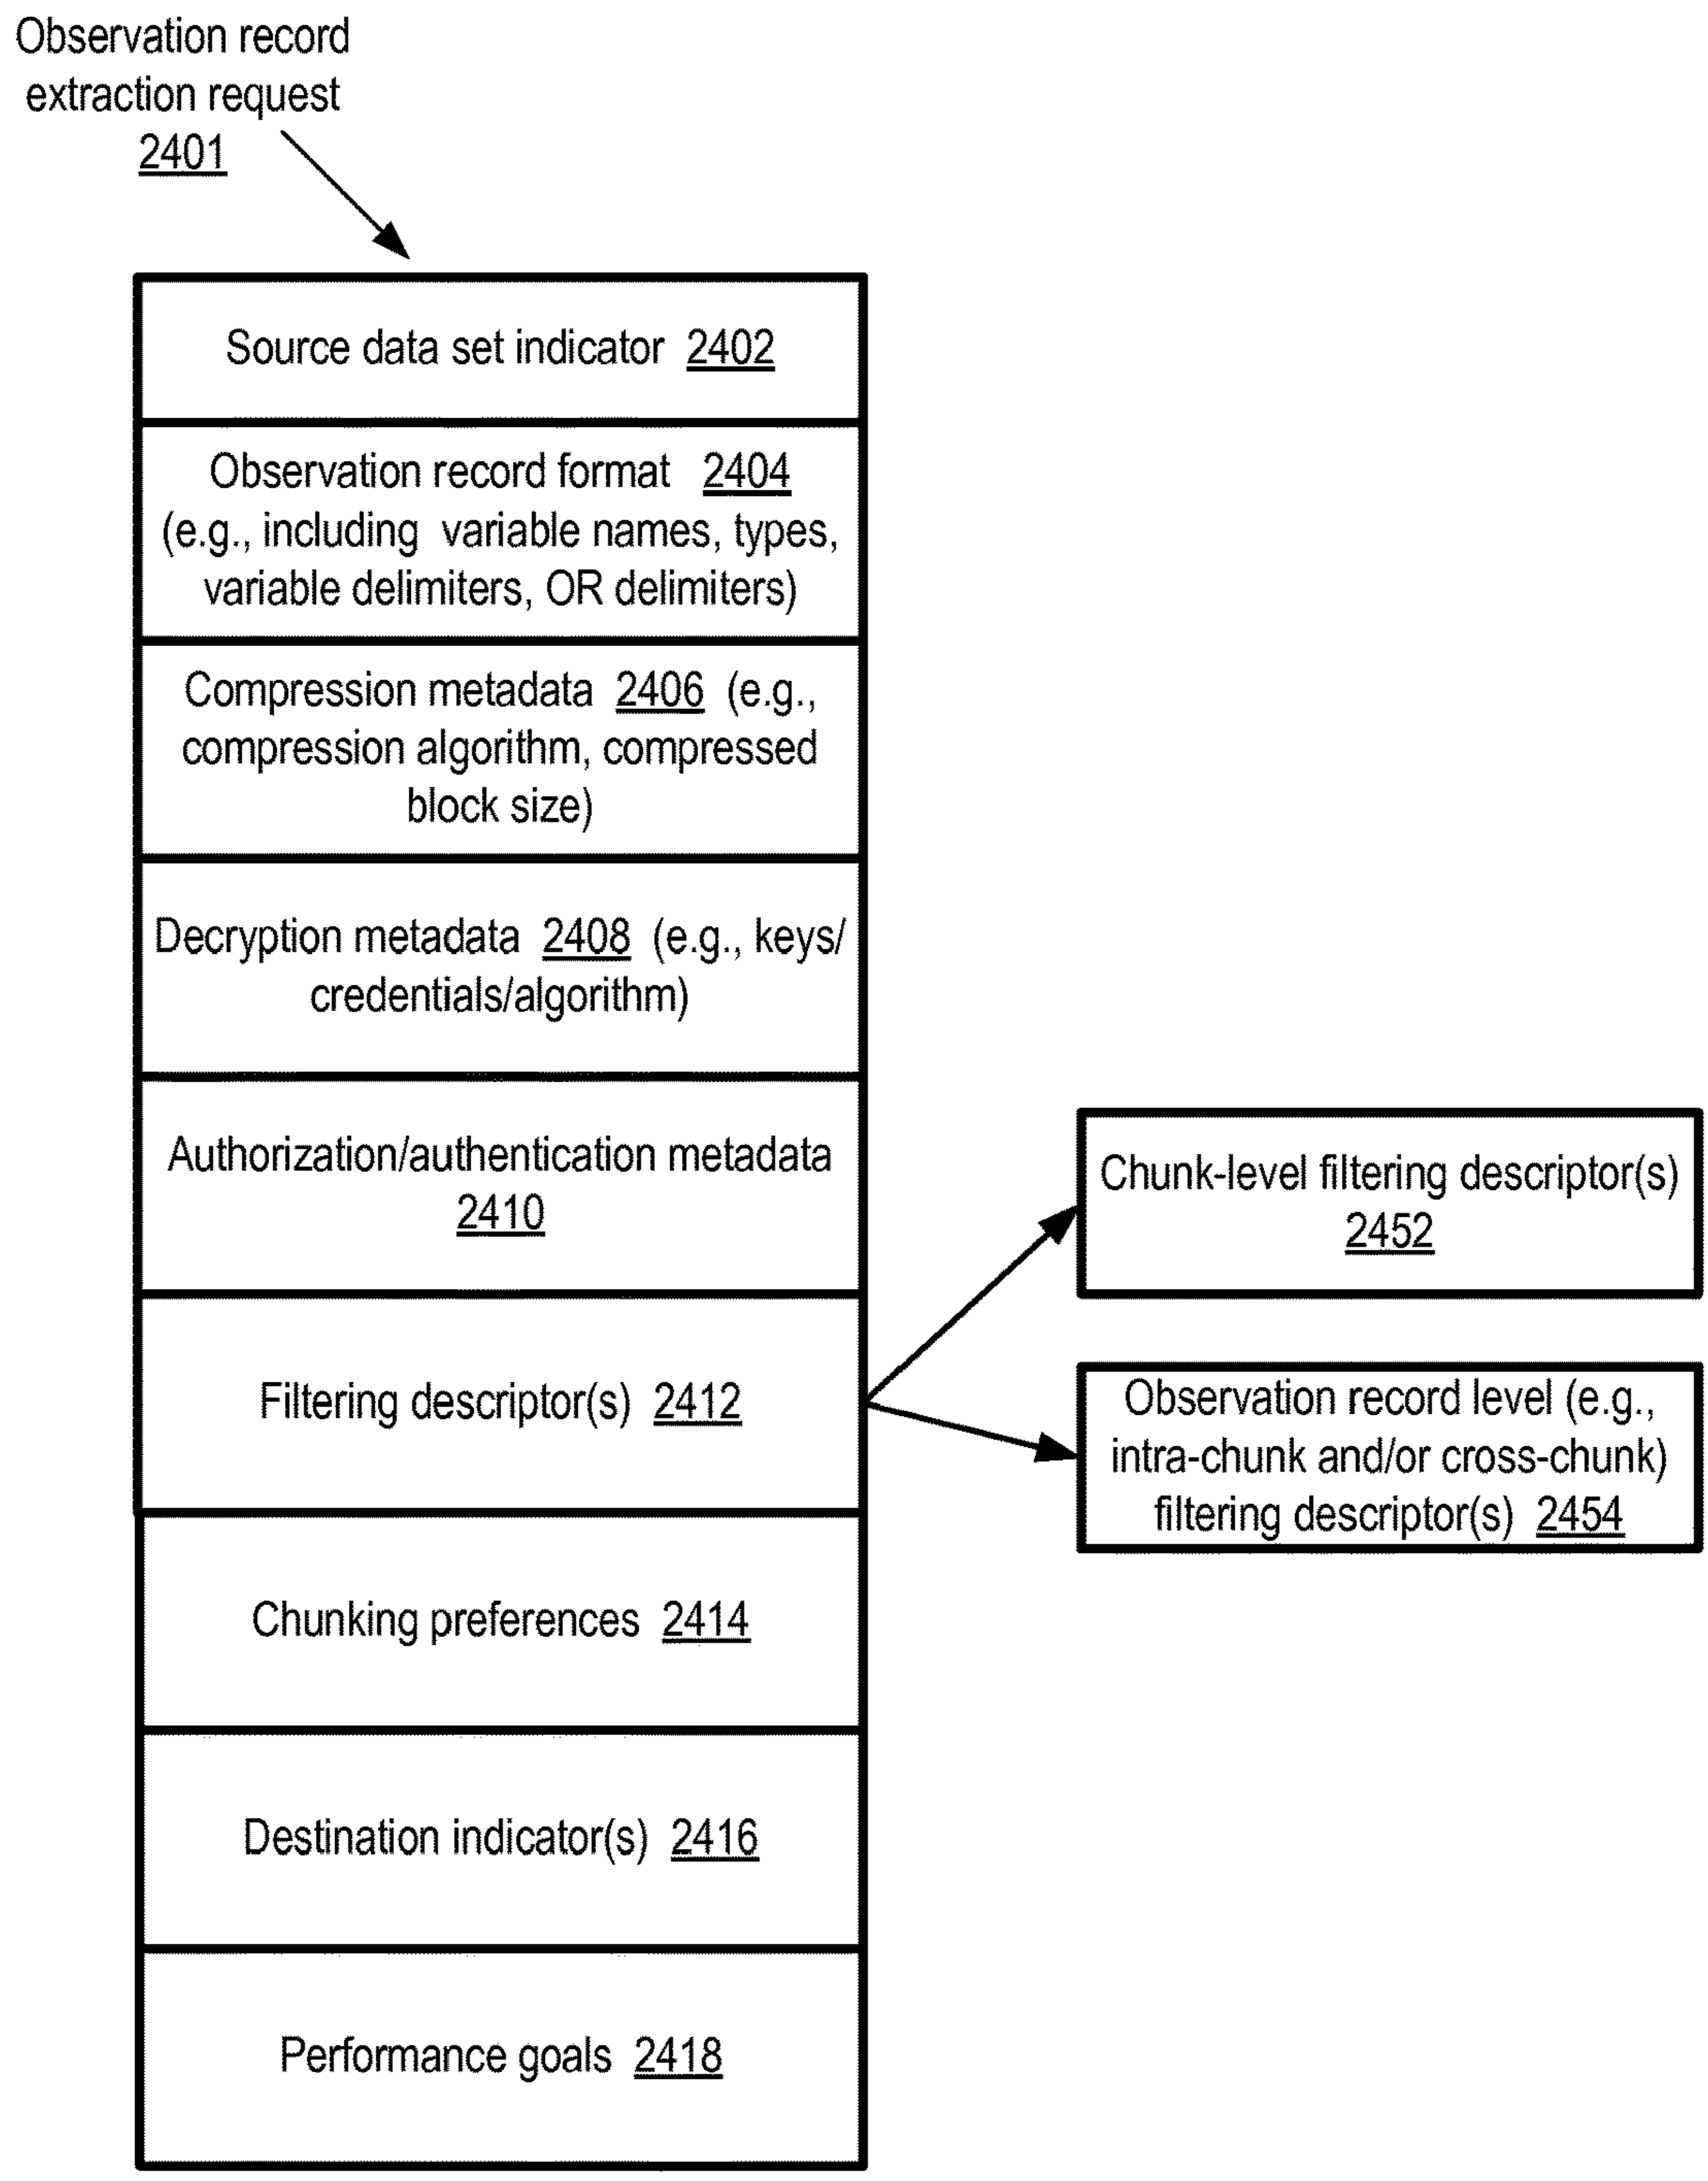 Observation record
extraction request
2401
Source data set indicator 2402
Observation record format 2404
(e.g., including variable names, types,
variable delimiters, OR delimiters)
Compression metadata 2406 (e.g.,
compression algorithm, compressed
block size)
Decryption metadata 2408 (e.g., keys/
credentials/algorithm)
Authorization/authentication metadata
2410
Filtering descriptor(s) 2412
Chunk-level filtering descriptor(s)
2452
Observation record level (e.g.,
intra-chunk and/or cross-chunk)
filtering descriptor(s) 2454
Chunking preferences 2414
Destination indicator(s) 2416
Performance goals 2418